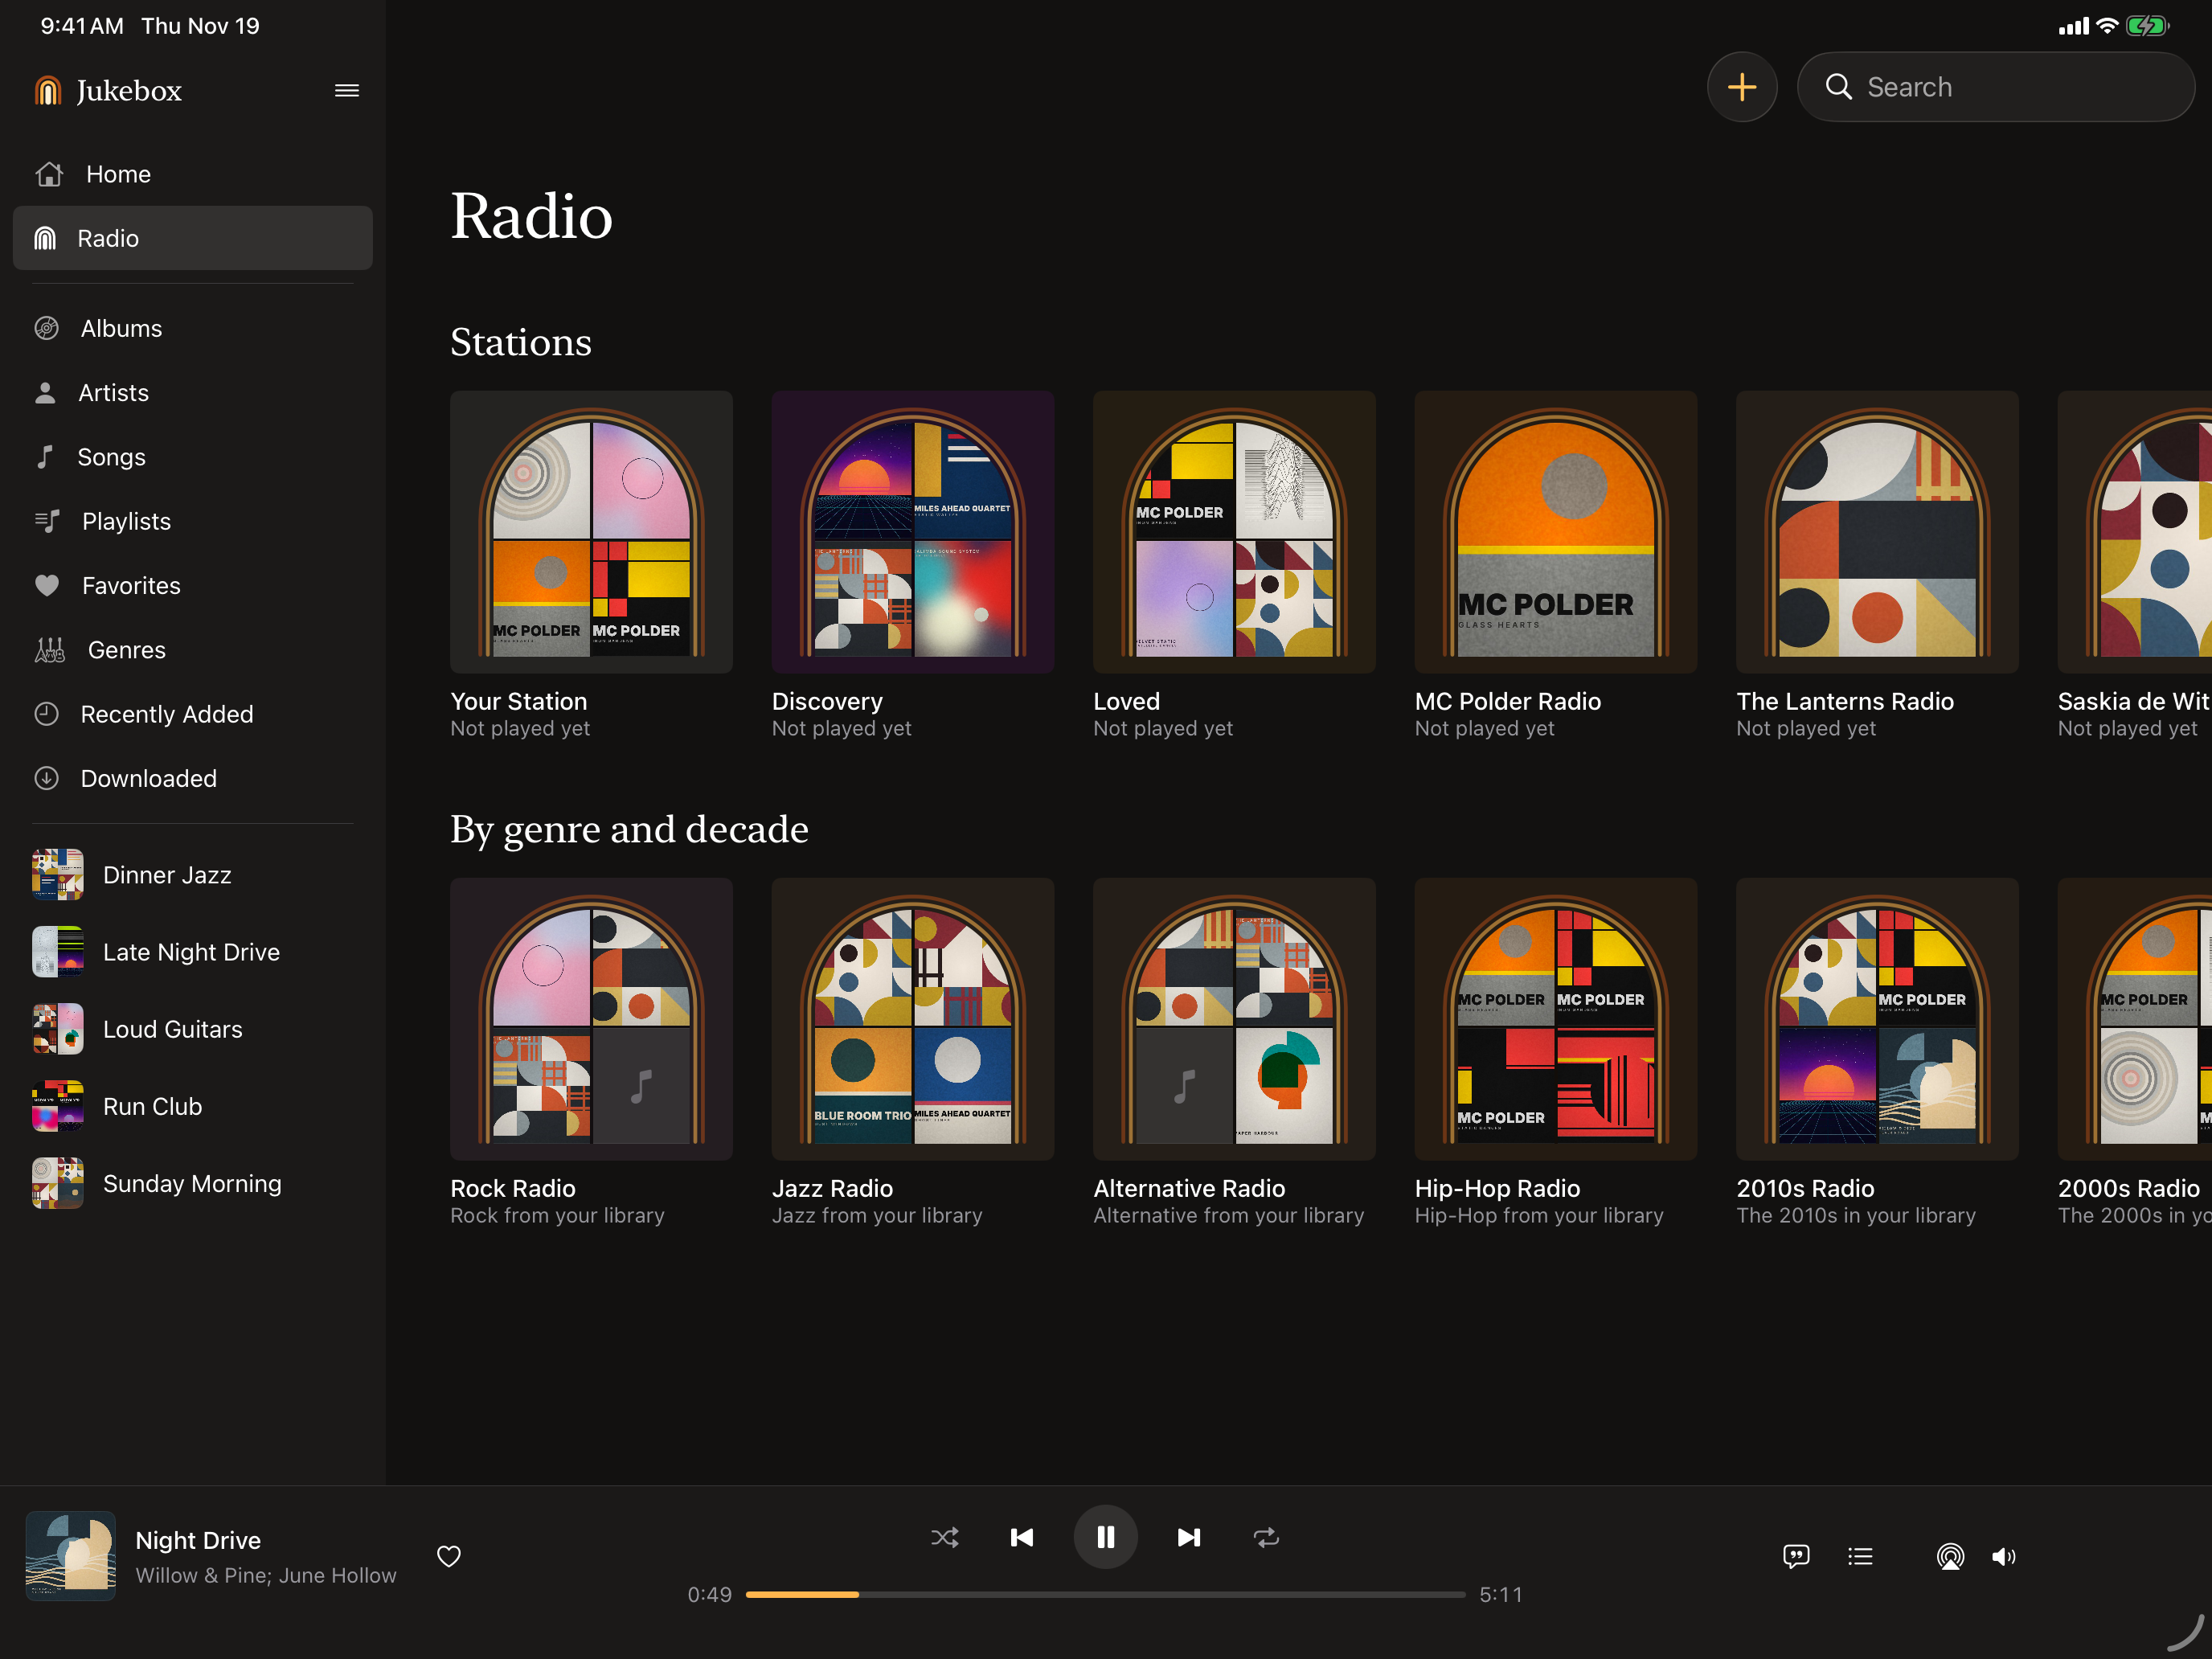 9:41 AM Thu Nov 19
Jukebox
Search
Home
Radio
Albums
Artists
Songs
Playlists
Favorites
Genres
Recently Added
Downloaded
Dinner Jazz
Late Night Drive
Loud Guitars
Run Club
Sunday Morning
Radio
Stations
MILES AHEAD QUARTET
MC POLDER
MC POLDER
MC POLDER
MC POLDER
GLASS HEARTS
Your Station
Not played yet
Discovery
Not played yet
Loved
Not played yet
MC Polder Radio
Not played yet
The Lanterns Radio
Not played yet
Saskia de Wit
Not played yet
By genre and decade
MC POLDER
MC POLDER
MC POLDER
MC POLDER
BLUE ROOM TRIO
MILES AHEAD QUARTET
MC POLDER
Rock Radio
Rock from your library
Jazz Radio
Jazz from your library
Alternative Radio
Alternative from your library
Hip-Hop Radio
Hip-Hop from your library
2010s Radio
The 2010s in your library
2000s Radio
The 2000s in yo
Night Drive
Willow & Pine; June Hollow
0:49
5:11